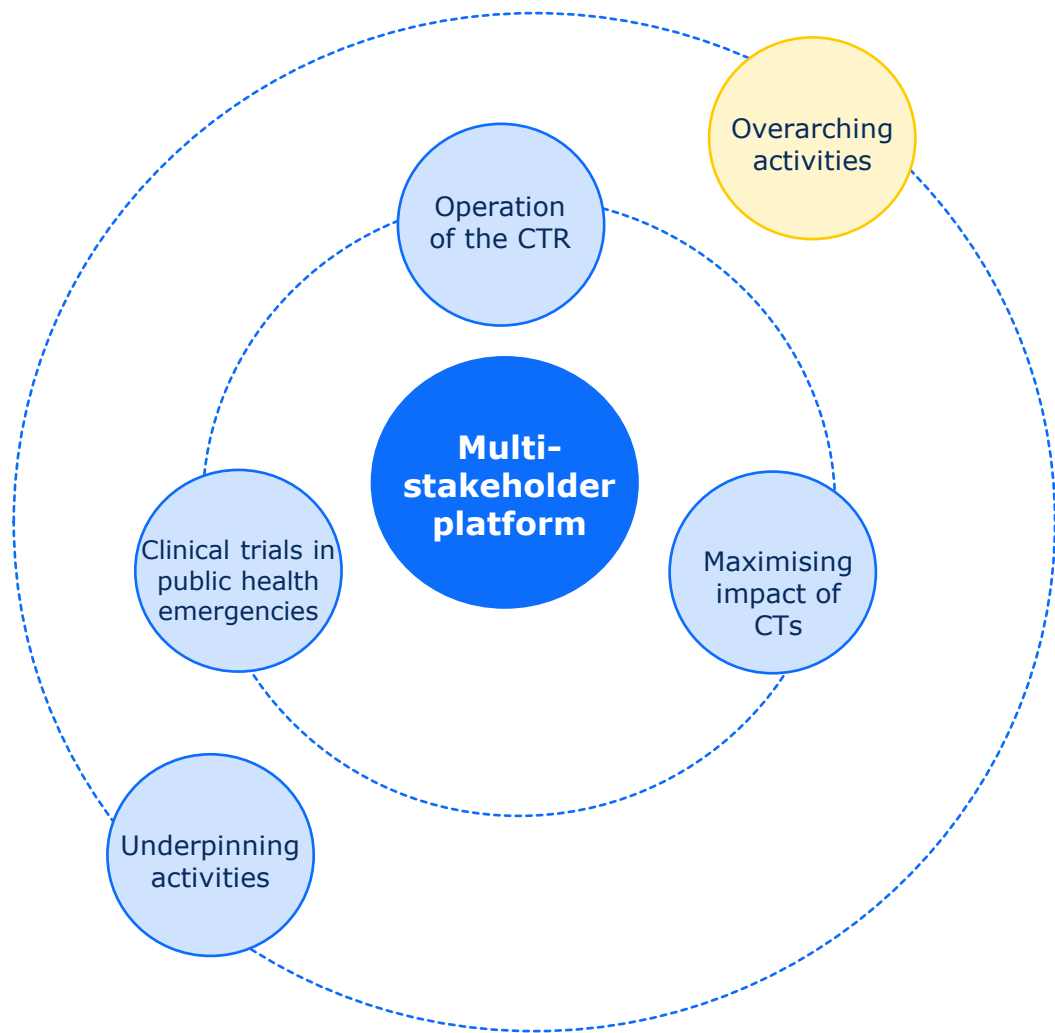 Overarching
activities
Operation
of the CTR
Multi-
stakeholder
platform
Clinical trials in
public health
emergencies
Maximising
impact of
CTs
Underpinning
activities